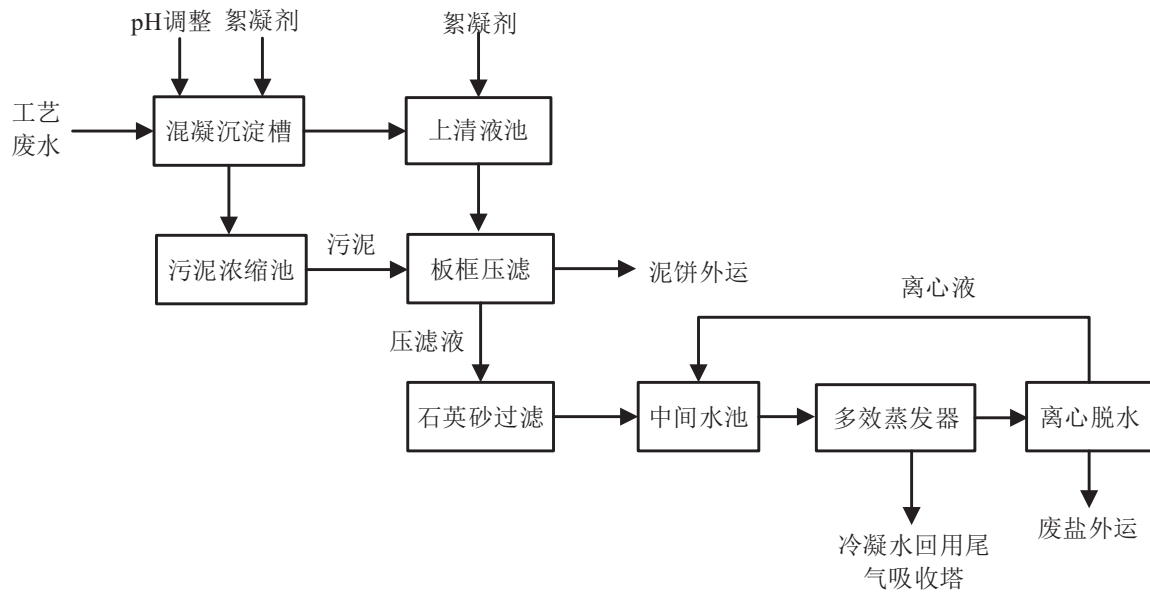 pH调整
絮凝剂
絮凝剂
工艺
废水
混凝沉淀槽
上清液池
污泥浓缩池
污泥
板框压滤
泥饼外运
离心液
压滤液
石英砂过滤
中间水池
多效蒸发器
离心脱水
冷凝水回用尾
气吸收塔
废盐外运